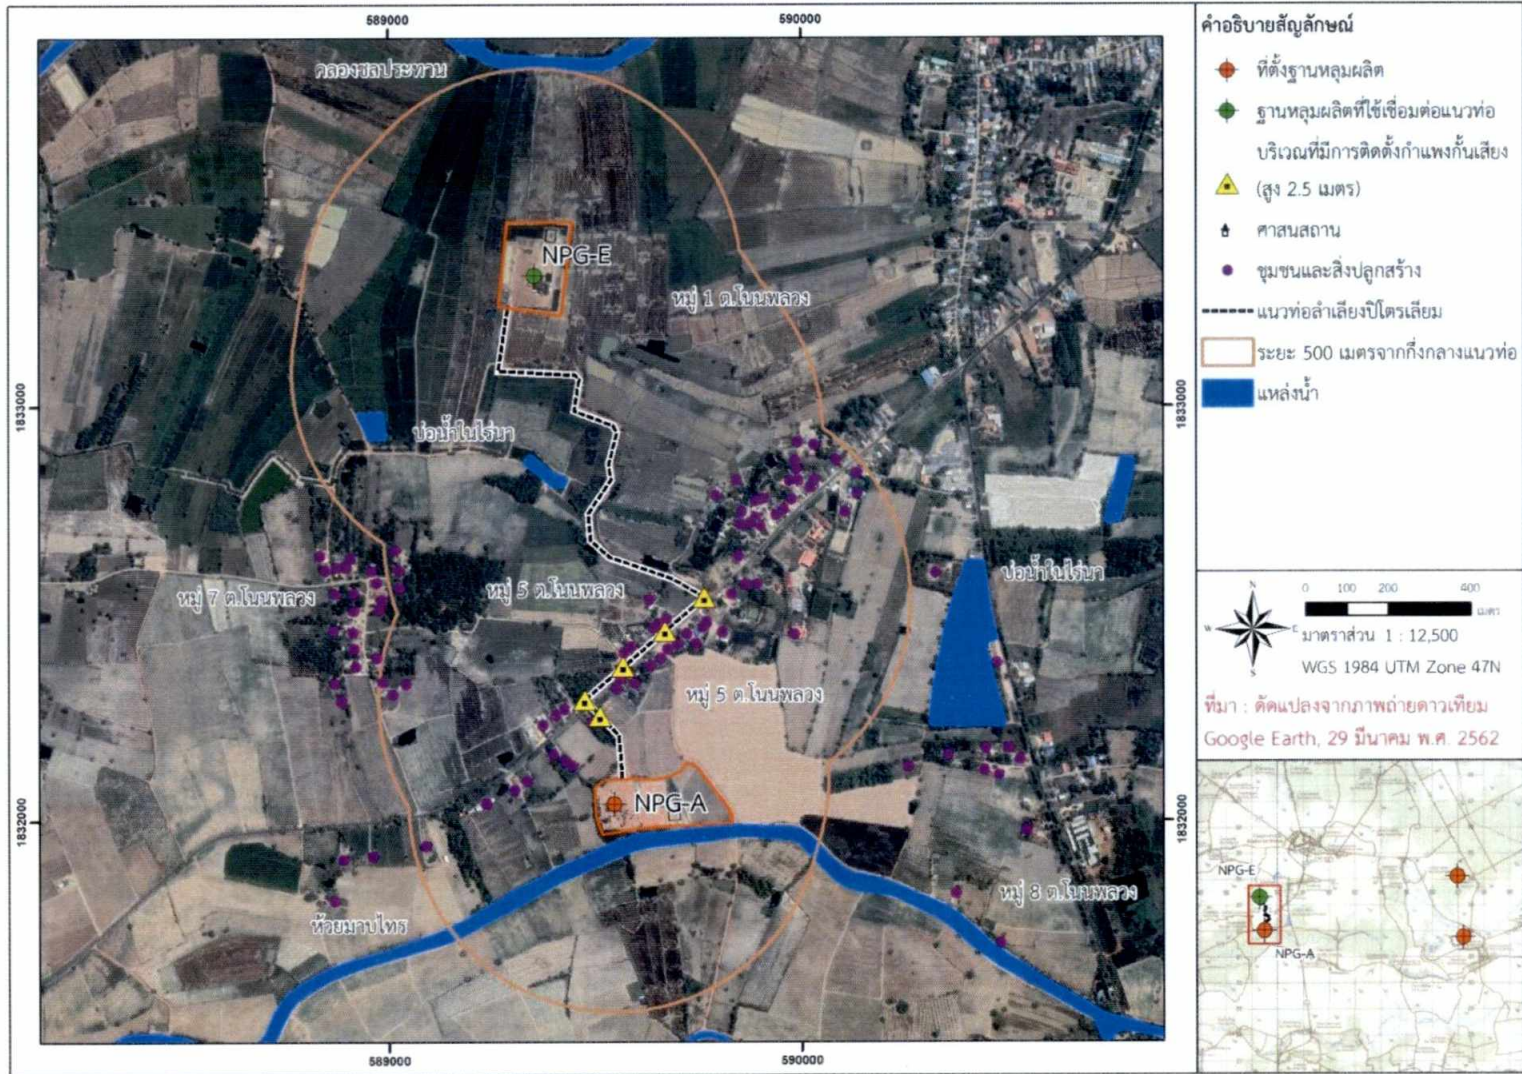 589000
590000
คลองชลประทาน
NPG-E
หมู่ 1 ต.โนนพลวง
1833000
1833000
บ่อน้ำในไร่นา
บ่อน้ำในไร่นา
หมู่ 5 ต.โนนพลวง
หมู่ 7 ต.โนนพลวง
หมู่ 5 ต.โนนพลวง
NPG-A
1832000
1832000
หมู่ 8 ต.โนนพลวง
ห้วยมาบไทร
589000
590000
คำอธิบายสัญลักษณ์
ที่ตั้งฐานหลุมผลิต
ฐานหลุมผลิตที่ใช้เชื่อมต่อแนวท่อ
บริเวณที่มีการติดตั้งกำแพงกั้นเสียง
(สูง 2.5 เมตร)
ศาสนสถาน
ชุมชนและสิ่งปลูกสร้าง
แนวท่อลำเลียงปิโตรเลียม
ระยะ 500 เมตรจากกึ่งกลางแนวท่อ
แหล่งน้ำ
N
W
E
S
0 100 200 400
เมตร
มาตราส่วน 1 : 12,500
WGS 1984 UTM Zone 47N
ที่มา : ดัดแปลงจากภาพถ่ายดาวเทียม
Google Earth, 29 มีนาคม พ.ศ. 2562
NPG-E
NPG-A